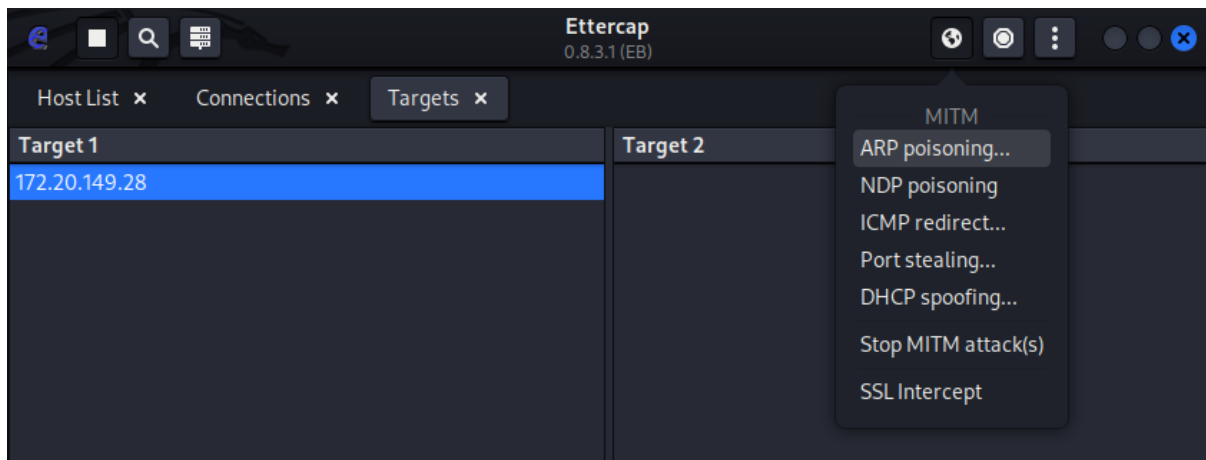 Ettercap
0.8.3.1 (EB)
Host List × Connections × Targets ×
Target 1 Target 2
172.20.149.28
MITM
ARP poisoning...
NDP poisoning
ICMP redirect...
Port stealing...
DHCP spoofing...
Stop MITM attack(s)
SSL Intercept